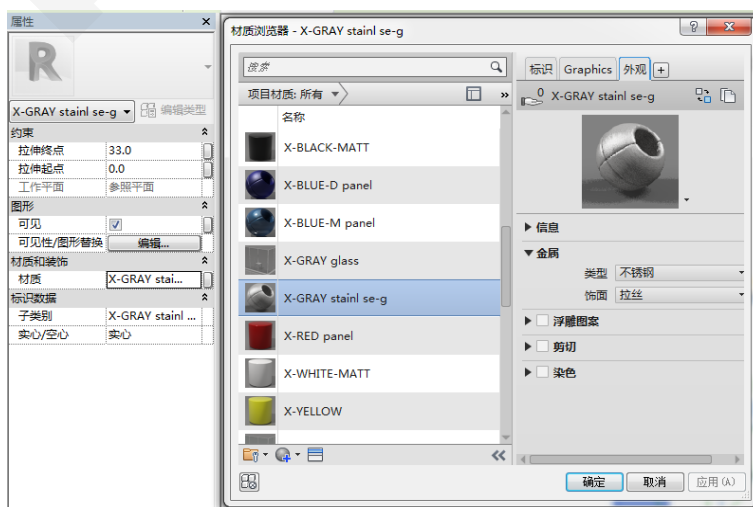 属性
R
X-GRAY stainl se-g
编辑类型
约束
拉伸终点 33.0
拉伸起点 0.0
工作平面 参照平面
图形
可见
可见性/图形替换 编辑...
材质和装饰
材质 X-GRAY stai...
标识数据
子类别 X-GRAY stainl ...
实心/空心 实心
材质浏览器 - X-GRAY stainl se-g
搜索
项目材质: 所有
名称
X-BLACK-MATT
X-BLUE-D panel
X-BLUE-M panel
X-GRAY glass
X-GRAY stainl se-g
X-RED panel
X-WHITE-MATT
X-YELLOW
标识 Graphics 外观
0 X-GRAY stainl se-g
信息
金属
类型 不锈钢
饰面 拉丝
浮雕图案
剪切
染色
确定 取消 应用(A)